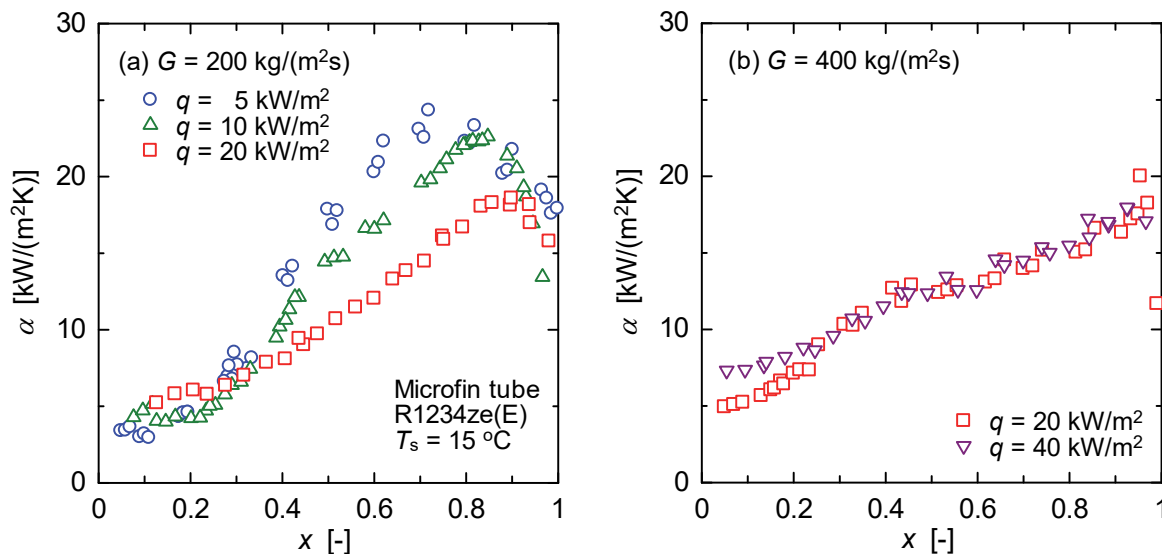 (a) G = 200 kg/(m²s)
q = 5 kW/m²
q = 10 kW/m²
q = 20 kW/m²
Microfin tube
R1234ze(E)
Tₛ = 15 °C
α [kW/(m²K)]
30
20
10
0
0 0.2 0.4 0.6 0.8 1
x [-]
(b) G = 400 kg/(m²s)
q = 20 kW/m²
q = 40 kW/m²
α [kW/(m²K)]
30
20
10
0
0 0.2 0.4 0.6 0.8 1
x [-]